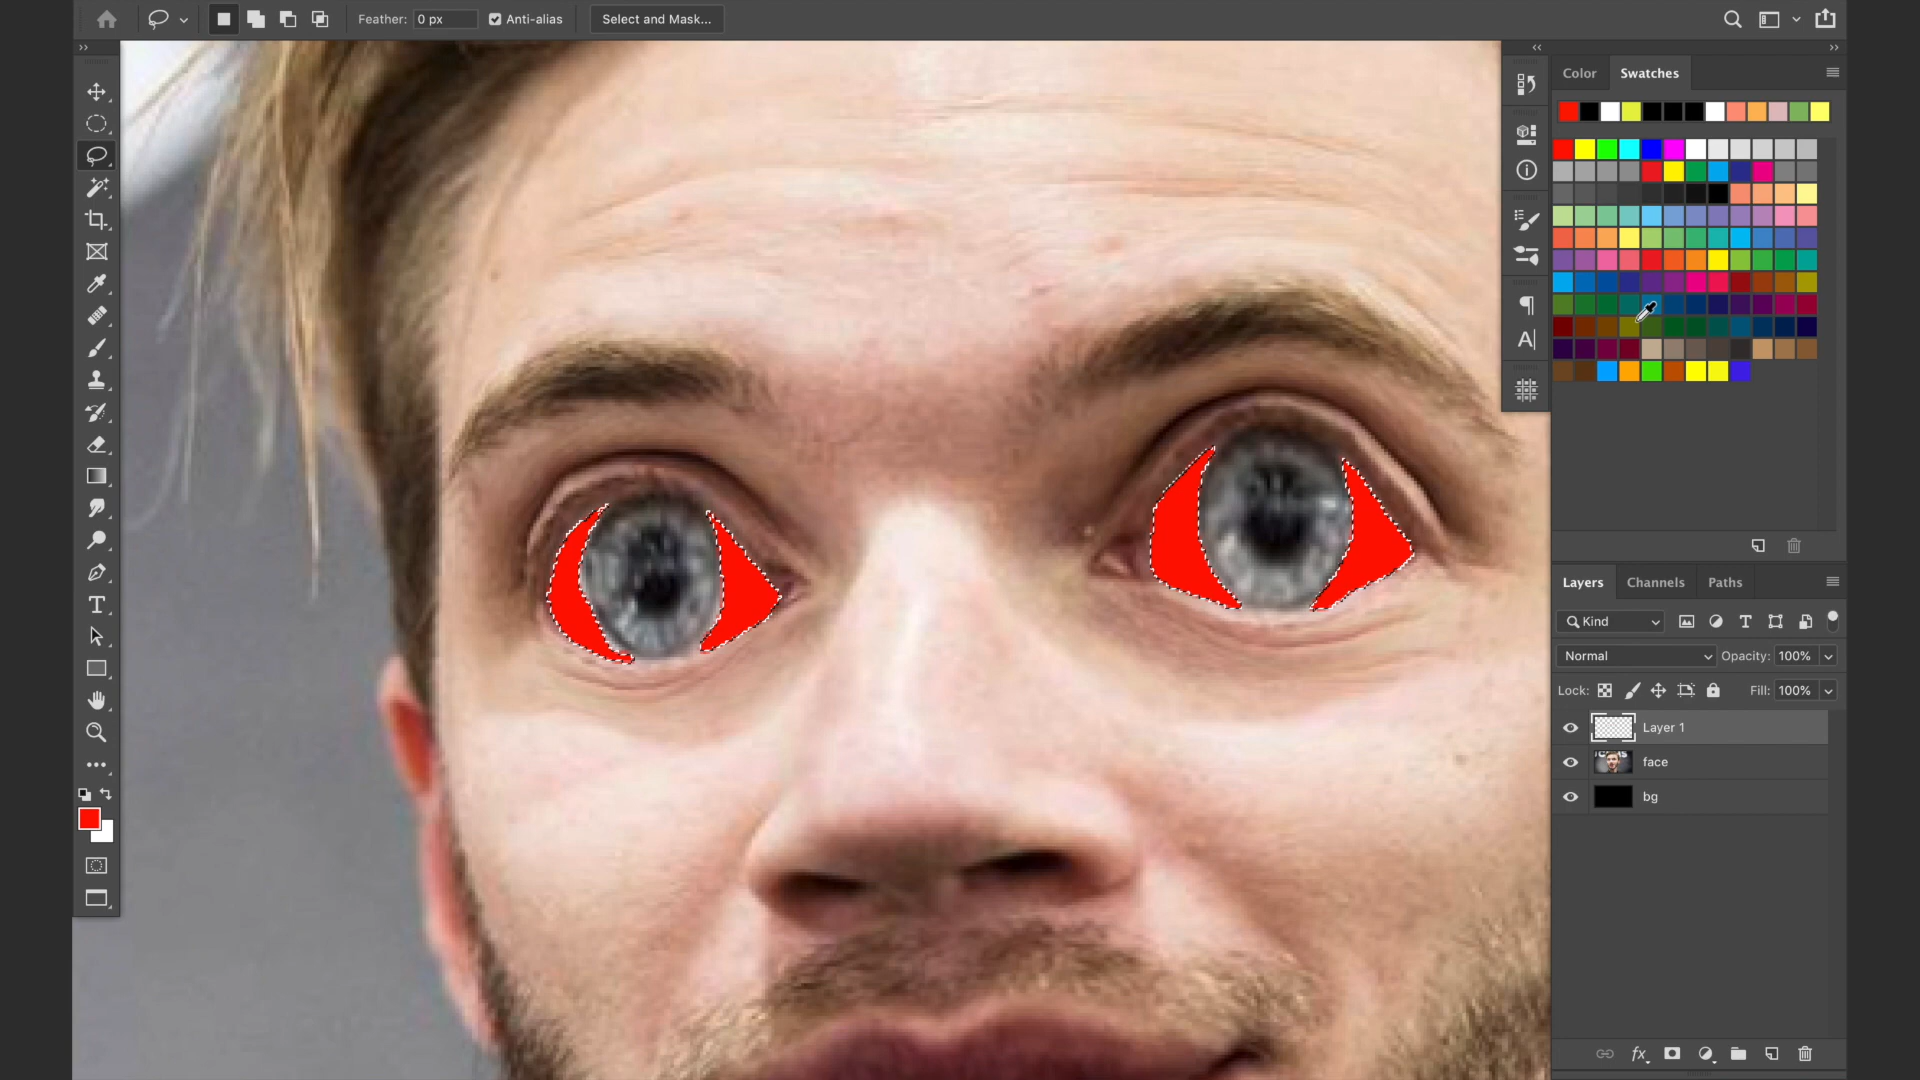 Feather: 0 px Anti-alias Select and Mask...
Color Swatches
Layers Channels Paths
Kind
Normal Opacity: 100%
Lock: Fill: 100%
Layer 1
face
bg